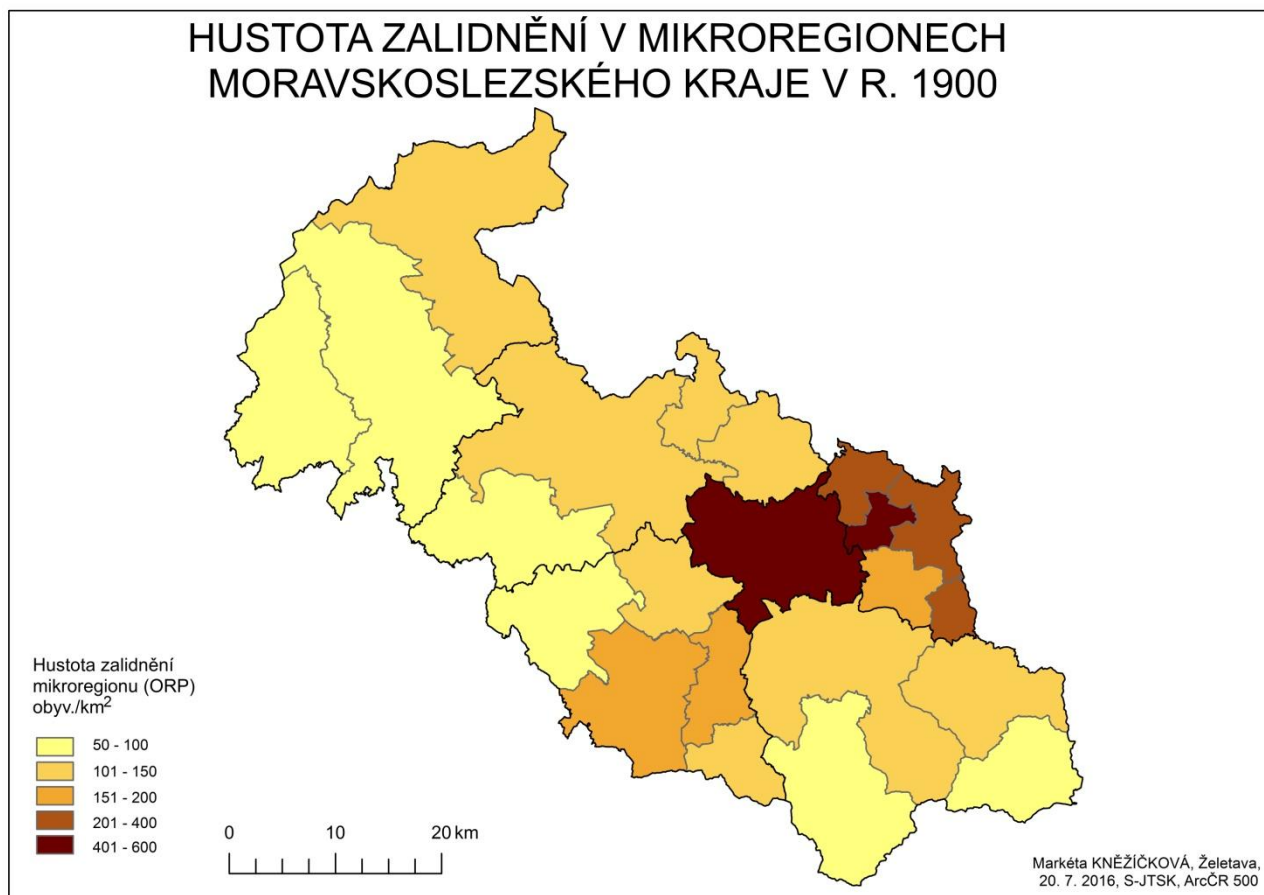 HUSTOTA ZALIDNĚNÍ V MIKROREGIONECH
MORAVSKOSLEZSKÉHO KRAJE V R. 1900
Hustota zalidnění
mikroregionu (ORP)
obyv./km²
50 - 100
101 - 150
151 - 200
201 - 400
401 - 600
0 10 20 km
Markéta KNĚŽÍČKOVÁ, Želetava,
20. 7. 2016, S-JTSK, ArcČR 500